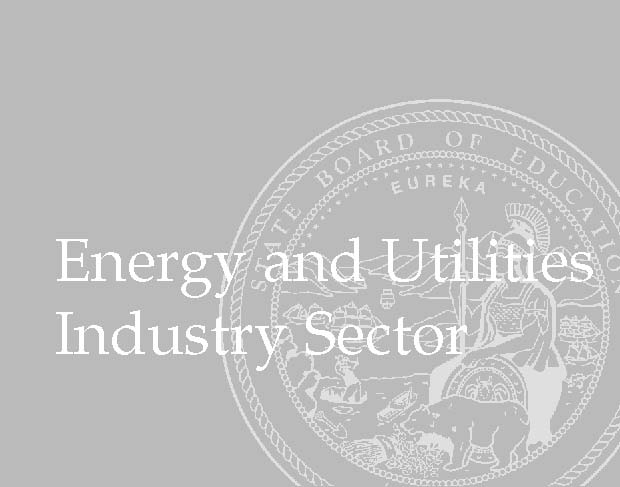 STATE BOARD OF EDUCATION
EUREKA
Energy and Utilities
Industry Sector